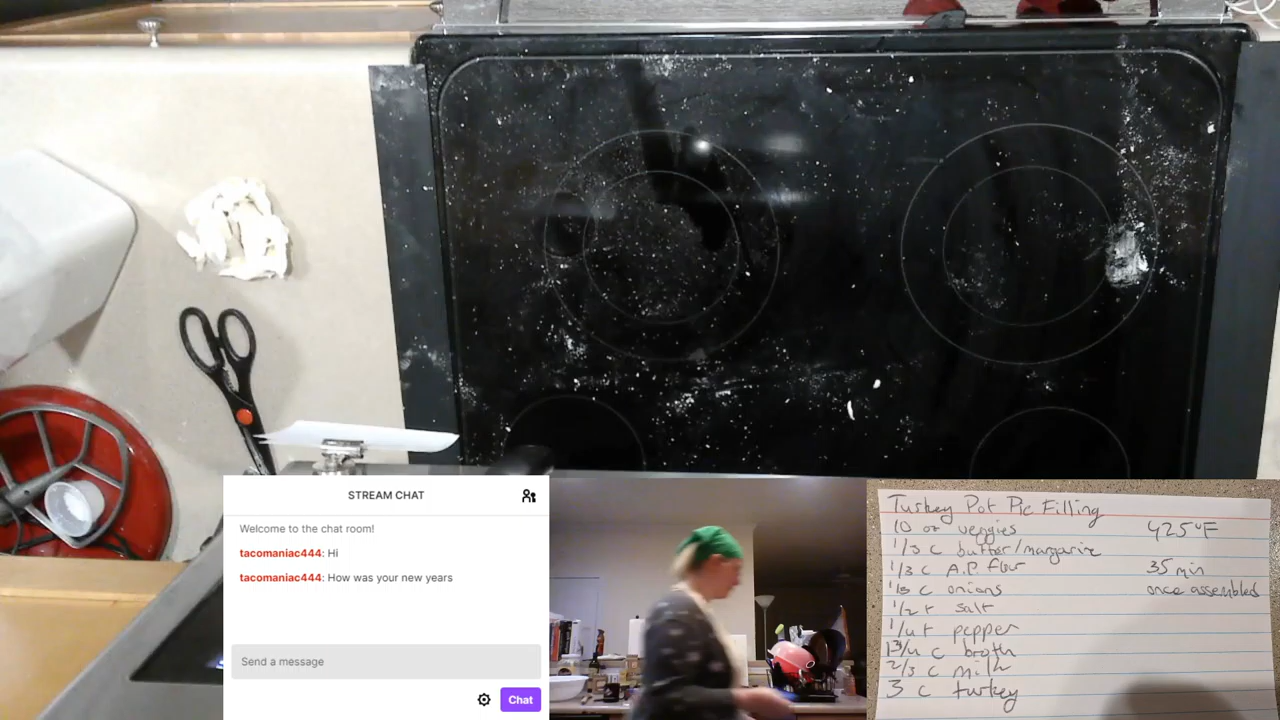 STREAM CHAT
Welcome to the chat room!
tacomaniac444: Hi
tacomaniac444: How was your new years
Send a message
Chat
Turkey Pot Pie Filling
10 oz veggies
425°F
1/3 c butter/margarine
1/3 c A.P. flour
35 min
1/3 c onions
once assembled
1/2 t salt
1/4 t pepper
1 3/4 c broth
2/3 c milk
3 c turkey